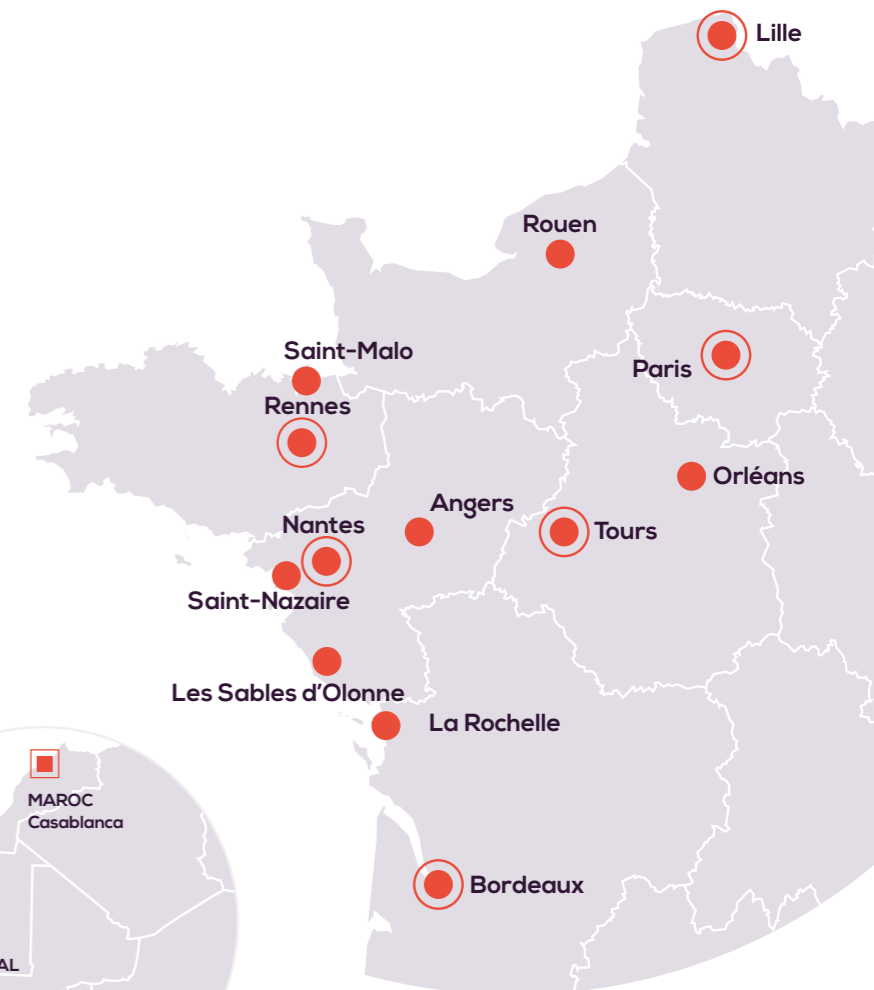 Lille
Rouen
Saint-Malo
Paris
Rennes
Orléans
Angers
Nantes
Tours
Saint-Nazaire
Les Sables d'Olonne
La Rochelle
MAROC
Casablanca
Bordeaux
AL